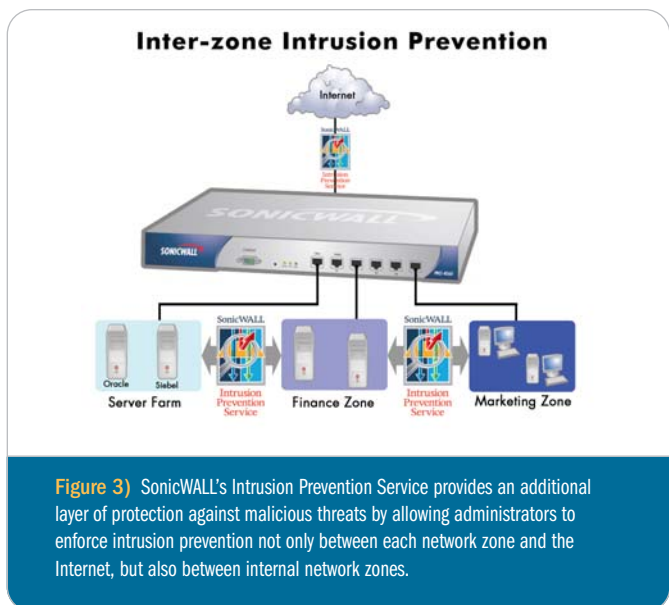 Inter-zone Intrusion Prevention
Internet
SonicWALL
Intrusion
Prevention
Service
SONICWALL
SONICWALL
SonicWALL
SonicWALL
Oracle
Siebel
Intrusion
Prevention
Service
Intrusion
Prevention
Service
Server Farm
Finance Zone
Marketing Zone
Figure 3) SonicWALL's Intrusion Prevention Service provides an additional
layer of protection against malicious threats by allowing administrators to
enforce intrusion prevention not only between each network zone and the
Internet, but also between internal network zones.